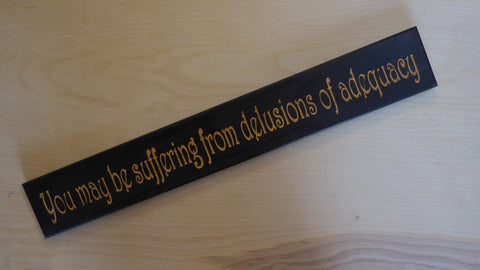 You may be suffering from delusions of adequacy